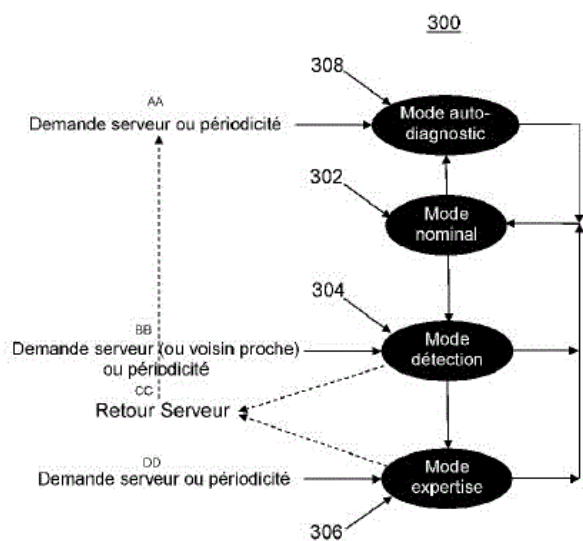 300
308
AA
Demande serveur ou périodicité
Mode auto-
diagnostic
302
Mode
nominal
304
BB
Demande serveur (ou voisin proche)
ou périodicité
Mode
détection
CC
Retour Serveur
DD
Demande serveur ou périodicité
Mode
expertise
306